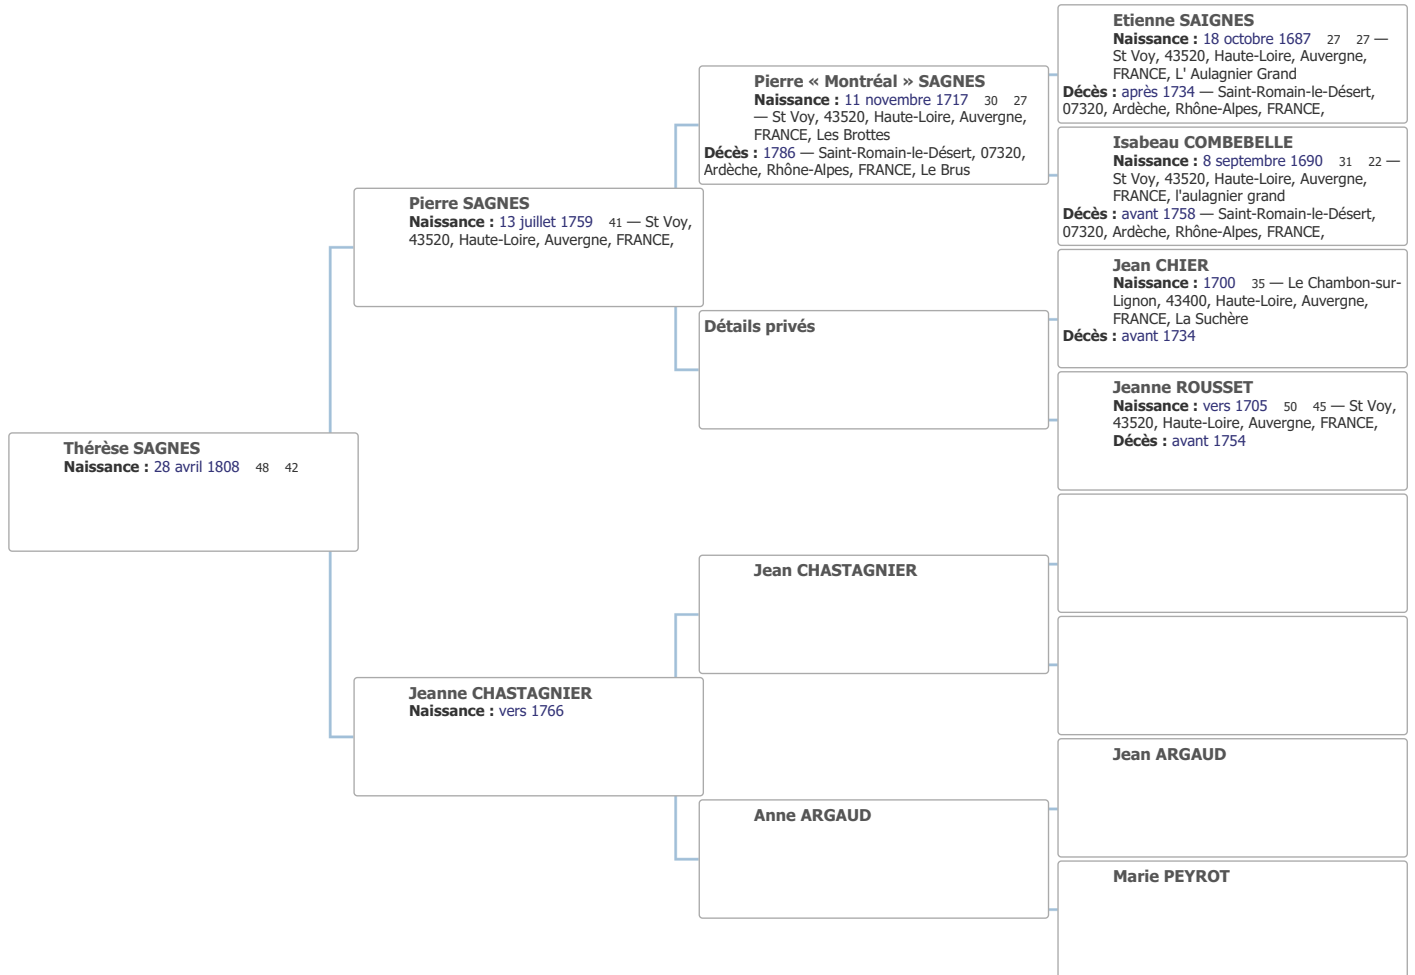 Etienne SAIGNES
Naissance : 18 octobre 1687 27 27 —
St Voy, 43520, Haute-Loire, Auvergne,
FRANCE, L' Aulagnier Grand
Décès : après 1734 — Saint-Romain-le-Désert,
07320, Ardèche, Rhône-Alpes, FRANCE,
Pierre « Montréal » SAGNES
Naissance : 11 novembre 1717 30 27
— St Voy, 43520, Haute-Loire, Auvergne,
FRANCE, Les Brottes
Décès : 1786 — Saint-Romain-le-Désert, 07320,
Ardèche, Rhône-Alpes, FRANCE, Le Brus
Isabeau COMBEBELLE
Naissance : 8 septembre 1690 31 22 —
St Voy, 43520, Haute-Loire, Auvergne,
FRANCE, l'aulagnier grand
Décès : avant 1758 — Saint-Romain-le-Désert,
07320, Ardèche, Rhône-Alpes, FRANCE,
Pierre SAGNES
Naissance : 13 juillet 1759 41 — St Voy,
43520, Haute-Loire, Auvergne, FRANCE,
Jean CHIER
Naissance : 1700 35 — Le Chambon-sur-
Lignon, 43400, Haute-Loire, Auvergne,
FRANCE, La Suchère
Décès : avant 1734
Détails privés
Jeanne ROUSSET
Naissance : vers 1705 50 45 — St Voy,
43520, Haute-Loire, Auvergne, FRANCE,
Décès : avant 1754
Thérèse SAGNES
Naissance : 28 avril 1808 48 42
Jean CHASTAGNIER
Jeanne CHASTAGNIER
Naissance : vers 1766
Jean ARGAUD
Anne ARGAUD
Marie PEYROT